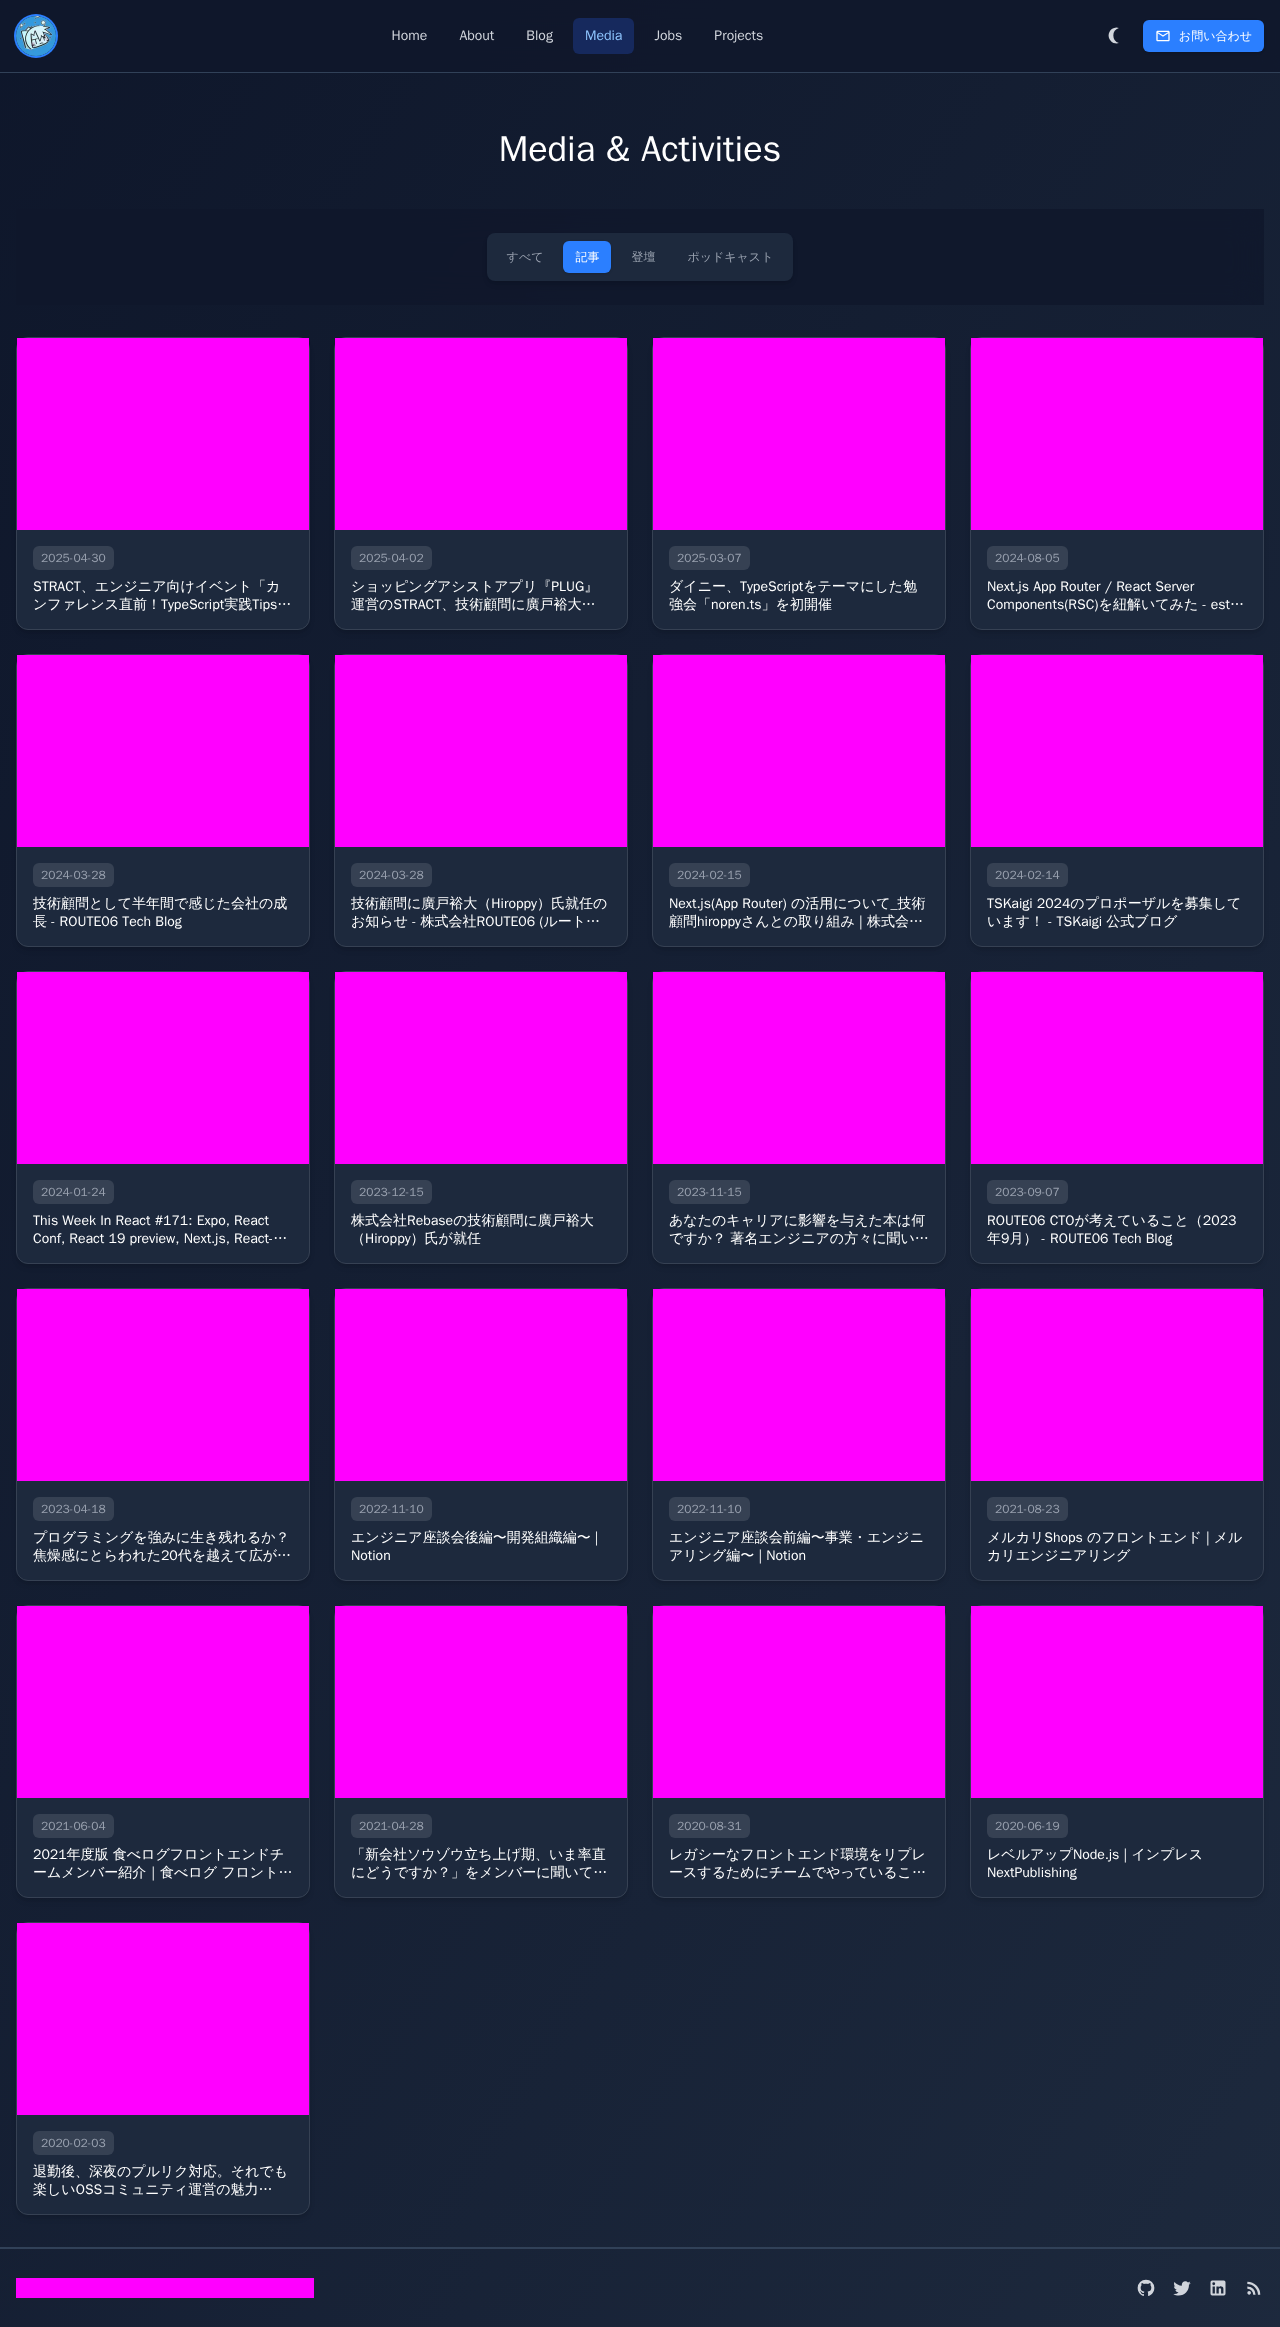 Home
About
Blog
Media
Jobs
Projects
お問い合わせ
Media & Activities
すべて
記事
登壇
ポッドキャスト
2025-04-30
STRACT、エンジニア向けイベント「カ
ンファレンス直前！TypeScript実践Tips…
2025-04-02
ショッピングアシストアプリ『PLUG』
運営のSTRACT、技術顧問に廣戸裕大…
2025-03-07
ダイニー、TypeScriptをテーマにした勉
強会「noren.ts」を初開催
2024-08-05
Next.js App Router / React Server
Components(RSC)を紐解いてみた - est…
2024-03-28
技術顧問として半年間で感じた会社の成
長 - ROUTE06 Tech Blog
2024-03-28
技術顧問に廣戸裕大（Hiroppy）氏就任の
お知らせ - 株式会社ROUTE06 (ルート…
2024-02-15
Next.js(App Router) の活用について_技術
顧問hiroppyさんとの取り組み | 株式会…
2024-02-14
TSKaigi 2024のプロポーザルを募集して
います！ - TSKaigi 公式ブログ
2024-01-24
This Week In React #171: Expo, React
Conf, React 19 preview, Next.js, React-…
2023-12-15
株式会社Rebaseの技術顧問に廣戸裕大
（Hiroppy）氏が就任
2023-11-15
あなたのキャリアに影響を与えた本は何
ですか？ 著名エンジニアの方々に聞い…
2023-09-07
ROUTE06 CTOが考えていること（2023
年9月） - ROUTE06 Tech Blog
2023-04-18
プログラミングを強みに生き残れるか？
焦燥感にとらわれた20代を越えて広が…
2022-11-10
エンジニア座談会後編〜開発組織編〜 |
Notion
2022-11-10
エンジニア座談会前編〜事業・エンジニ
アリング編〜 | Notion
2021-08-23
メルカリShops のフロントエンド | メル
カリエンジニアリング
2021-06-04
2021年度版 食べログフロントエンドチ
ームメンバー紹介｜食べログ フロント…
2021-04-28
「新会社ソウゾウ立ち上げ期、いま率直
にどうですか？」をメンバーに聞いて…
2020-08-31
レガシーなフロントエンド環境をリプレ
ースするためにチームでやっているこ…
2020-06-19
レベルアップNode.js | インプレス
NextPublishing
2020-02-03
退勤後、深夜のプルリク対応。それでも
楽しいOSSコミュニティ運営の魅力…